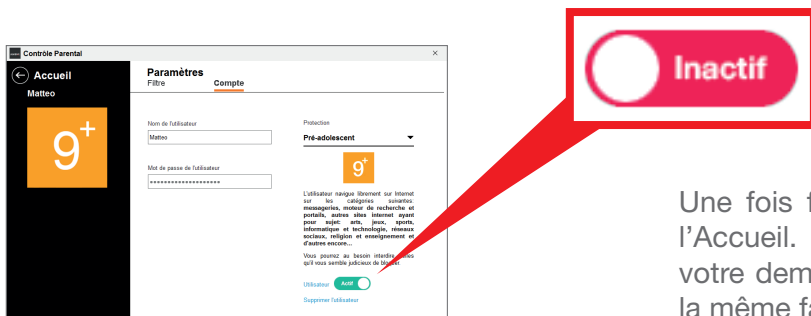 Contrôle Parental
Accueil
Matteo
9+
Paramètres
Filtre Compte
Nom de l'utilisateur
Matteo
Mot de passe de l'utilisateur
********************
Protection
Pré-adolescent
9+
L'utilisateur navigue librement sur Internet
sur les catégories suivantes:
messageries, moteur de recherche et
portails, autres sites internet ayant
pour sujet: arts, jeux, sports,
informatique et technologie, réseaux
sociaux, religion et enseignement et
d'autres encore...
Vous pourrez au besoin interdire
qu'il vous semble judicieux de bloquer.
Utilisateur Actif
Supprimer l'utilisateur
Inactif
Une fois
l'Accueil.
votre
la même